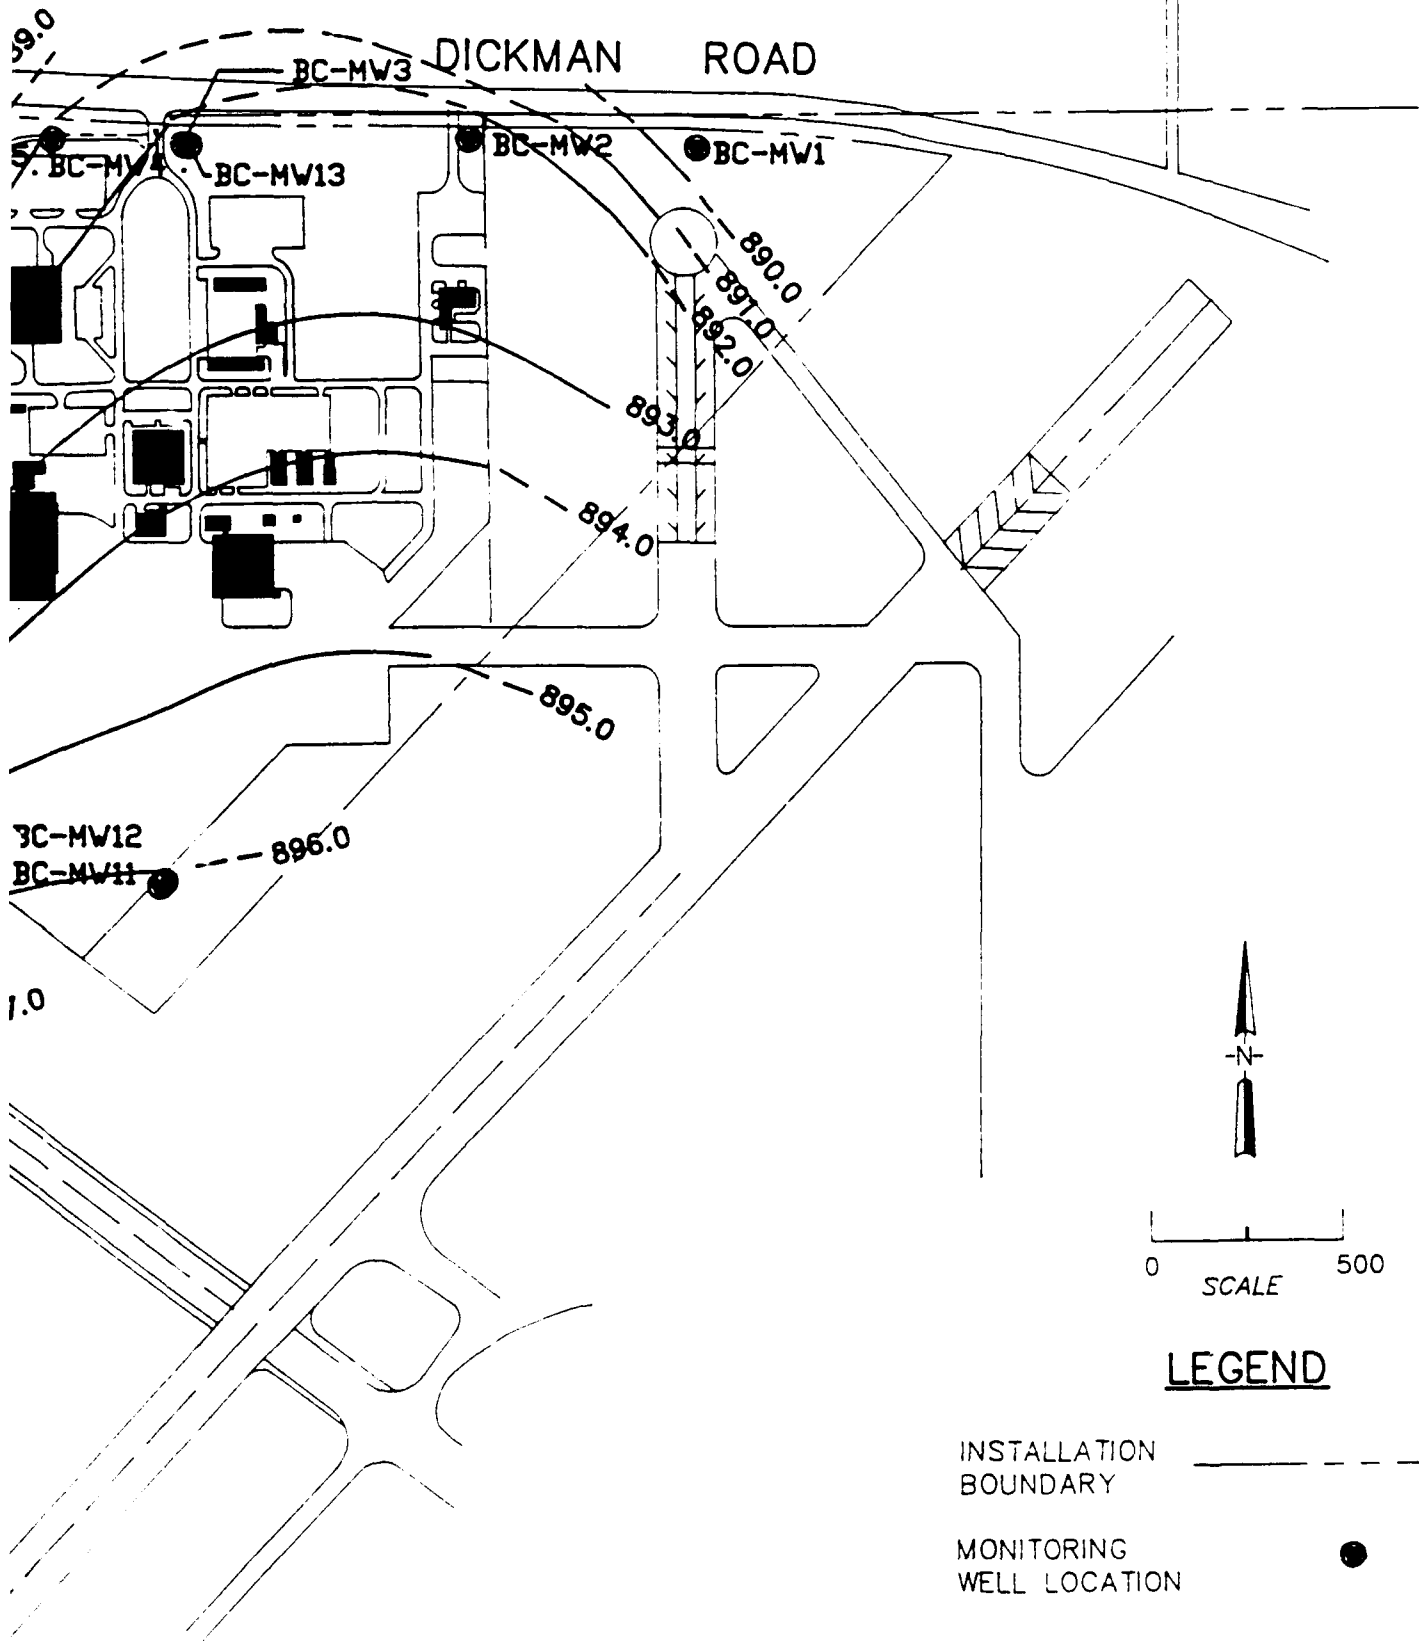 DICKMAN ROAD
BC-MW3
BC-MW2
BC-MW1
BC-MW13
890.0
891.0
892.0
893.0
894.0
895.0
896.0
BC-MW12
BC-MW11
-N-
0 500
SCALE
LEGEND
INSTALLATION
BOUNDARY
MONITORING
WELL LOCATION